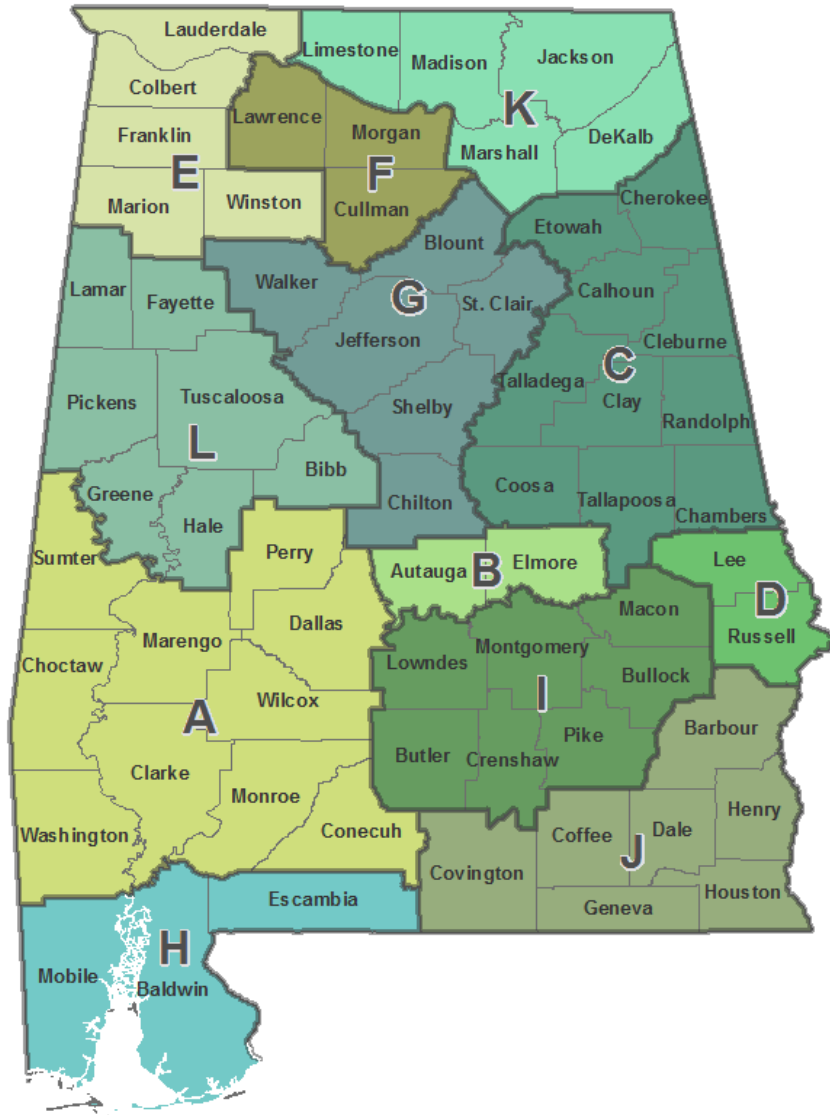 Lauderdale
Limestone
Madison
Jackson
Colbert
K
Lawrence
Franklin
Morgan
DeKalb
Marshall
E
F
Cherokee
Marion
Winston
Cullman
Etowah
Blount
Walker
Lamar
Fayette
G
St. Clair
Calhoun
Jefferson
Cleburne
C
Talladega
Pickens
Tuscaloosa
Shelby
Clay
Randolph
L
Bibb
Greene
Chilton
Coosa
Tallapoosa
Hale
Chambers
Sumter
Perry
Autauga
B
Elmore
Lee
D
Macon
Dallas
Marengo
Montgomery
Russell
Choctaw
Lowndes
Bullock
Wilcox
I
A
Barbour
Pike
Butler
Crenshaw
Clarke
Monroe
Henry
Washington
Conecuh
Coffee
Dale
J
Covington
Houston
Escambia
Geneva
H
Mobile
Baldwin